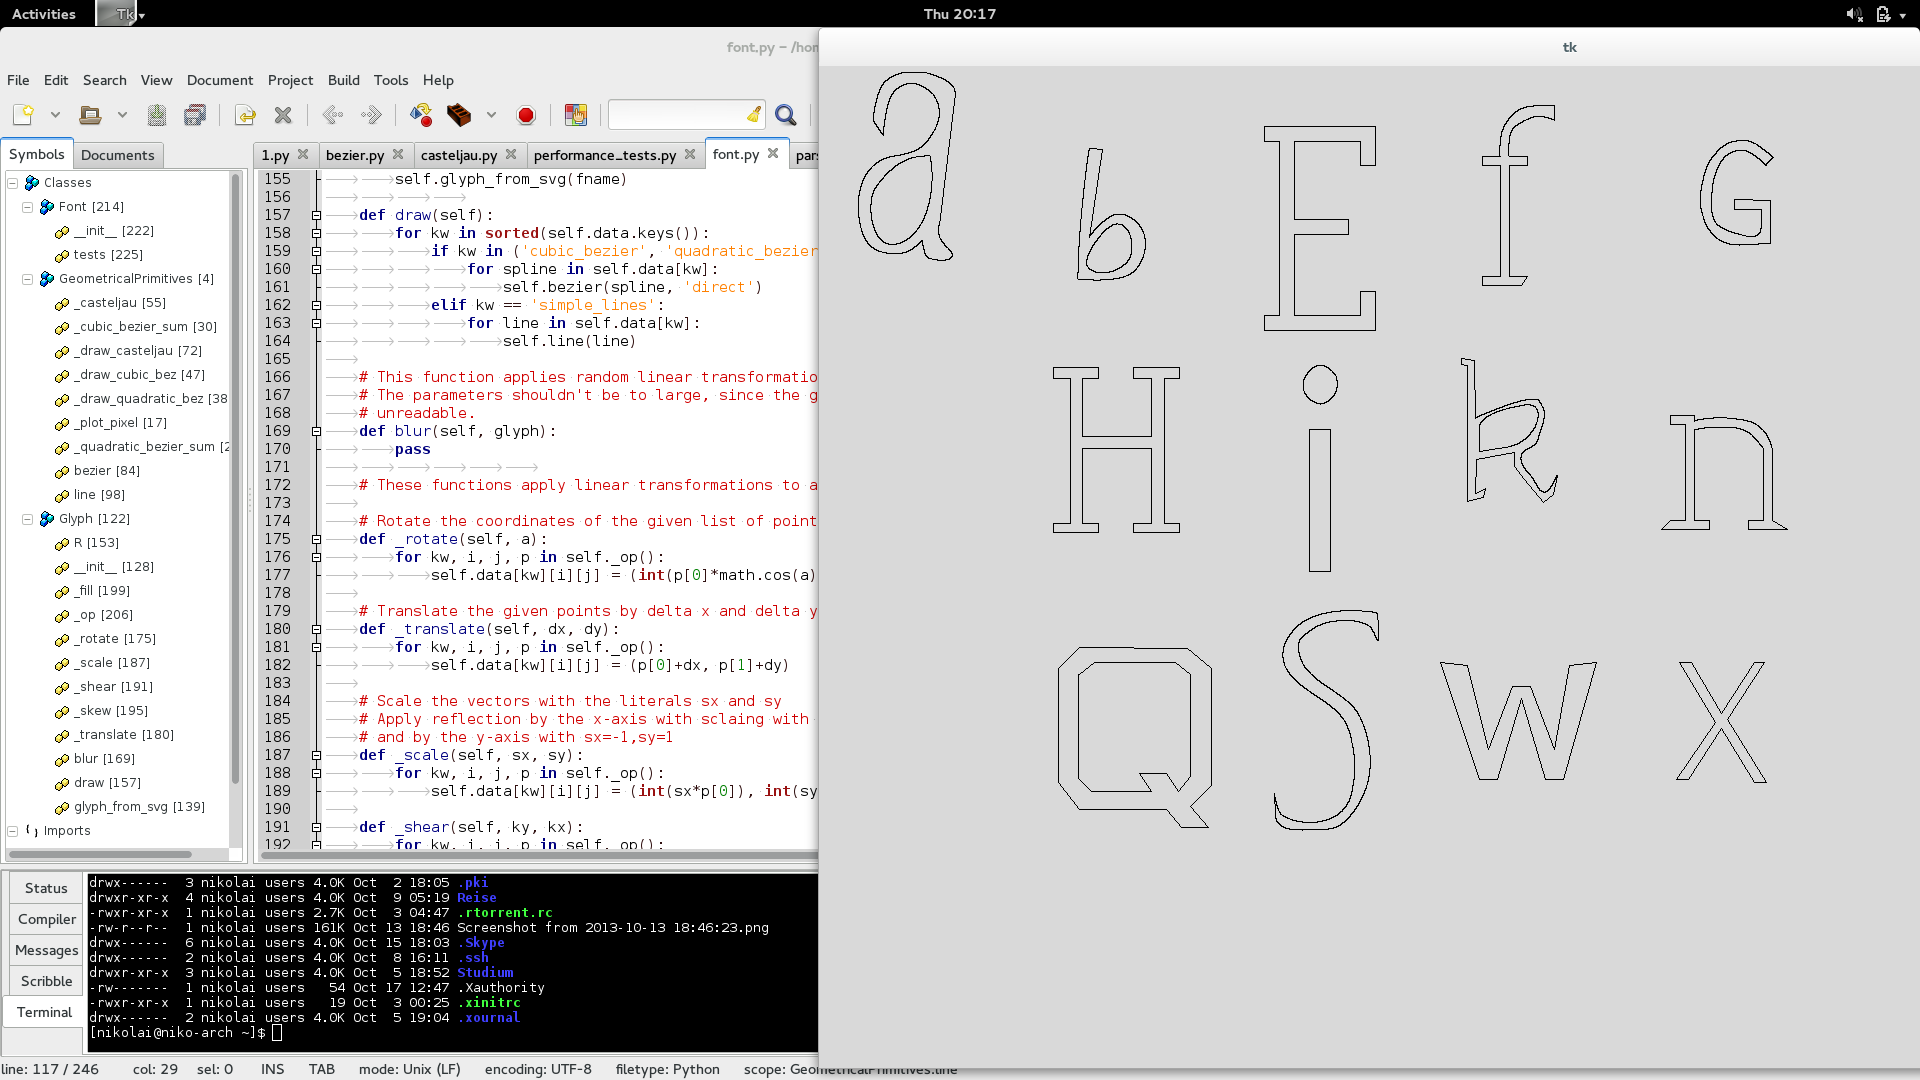 Activities Tk Thu 20:17
font.py – /hom
tk
File Edit Search View Document Project Build Tools Help
Symbols Documents
1.py bezier.py casteljau.py performance_tests.py font.py pars
Classes
Font [214]
__init__ [222]
tests [225]
GeometricalPrimitives [4]
_casteljau [55]
_cubic_bezier_sum [30]
_draw_casteljau [72]
_draw_cubic_bez [47]
_draw_quadratic_bez [38
_plot_pixel [17]
_quadratic_bezier_sum [2
bezier [84]
line [98]
Glyph [122]
R [153]
__init__ [128]
_fill [199]
_op [206]
_rotate [175]
_scale [187]
_shear [191]
_skew [195]
_translate [180]
blur [169]
draw [157]
glyph_from_svg [139]
Imports
155 self.glyph_from_svg(fname)
156
157 def draw(self):
158 for kw in sorted(self.data.keys()):
159 if kw in ('cubic_bezier', 'quadratic_bezier
160 for spline in self.data[kw]:
161 self.bezier(spline, 'direct')
162 elif kw == 'simple_lines':
163 for line in self.data[kw]:
164 self.line(line)
165
166 # This function applies random linear transformatio
167 # The parameters shouldn't be to large, since the g
168 # unreadable.
169 def blur(self, glyph):
170 pass
171
172 # These functions apply linear transformations to a
173
174 # Rotate the coordinates of the given list of point
175 def _rotate(self, a):
176 for kw, i, j, p in self._op():
177 self.data[kw][i][j] = (int(p[0]*math.cos(a)
178
179 # Translate the given points by delta x and delta y
180 def _translate(self, dx, dy):
181 for kw, i, j, p in self._op():
182 self.data[kw][i][j] = (p[0]+dx, p[1]+dy)
183
184 # Scale the vectors with the literals sx and sy
185 # Apply reflection by the x-axis with sclaing with
186 # and by the y-axis with sx=-1,sy=1
187 def _scale(self, sx, sy):
188 for kw, i, j, p in self._op():
189 self.data[kw][i][j] = (int(sx*p[0]), int(sy
190
191 def _shear(self, ky, kx):
192 for kw, i, j, p in self._op():
a b E f G
H i k n
Q S w x
Status
Compiler
Messages
Scribble
Terminal
drwx------ 3 nikolai users 4.0K Oct 2 18:05 .pki
drwxr-xr-x 4 nikolai users 4.0K Oct 9 05:19 Reise
-rwxr-xr-x 1 nikolai users 2.7K Oct 3 04:47 .rtorrent.rc
-rw-r--r-- 1 nikolai users 161K Oct 13 18:46 Screenshot from 2013-10-13 18:46:23.png
drwx------ 6 nikolai users 4.0K Oct 15 18:03 .Skype
drwx------ 2 nikolai users 4.0K Oct 8 16:11 .ssh
drwxr-xr-x 3 nikolai users 4.0K Oct 5 18:52 Studium
-rw------- 1 nikolai users 54 Oct 17 12:47 .Xauthority
-rwxr-xr-x 1 nikolai users 19 Oct 3 00:25 .xinitrc
drwx------ 2 nikolai users 4.0K Oct 5 19:04 .xournal
[nikolai@niko-arch ~]$
line: 117 / 246 col: 29 sel: 0 INS TAB mode: Unix (LF) encoding: UTF-8 filetype: Python scope: GeometricalPrimitives.line